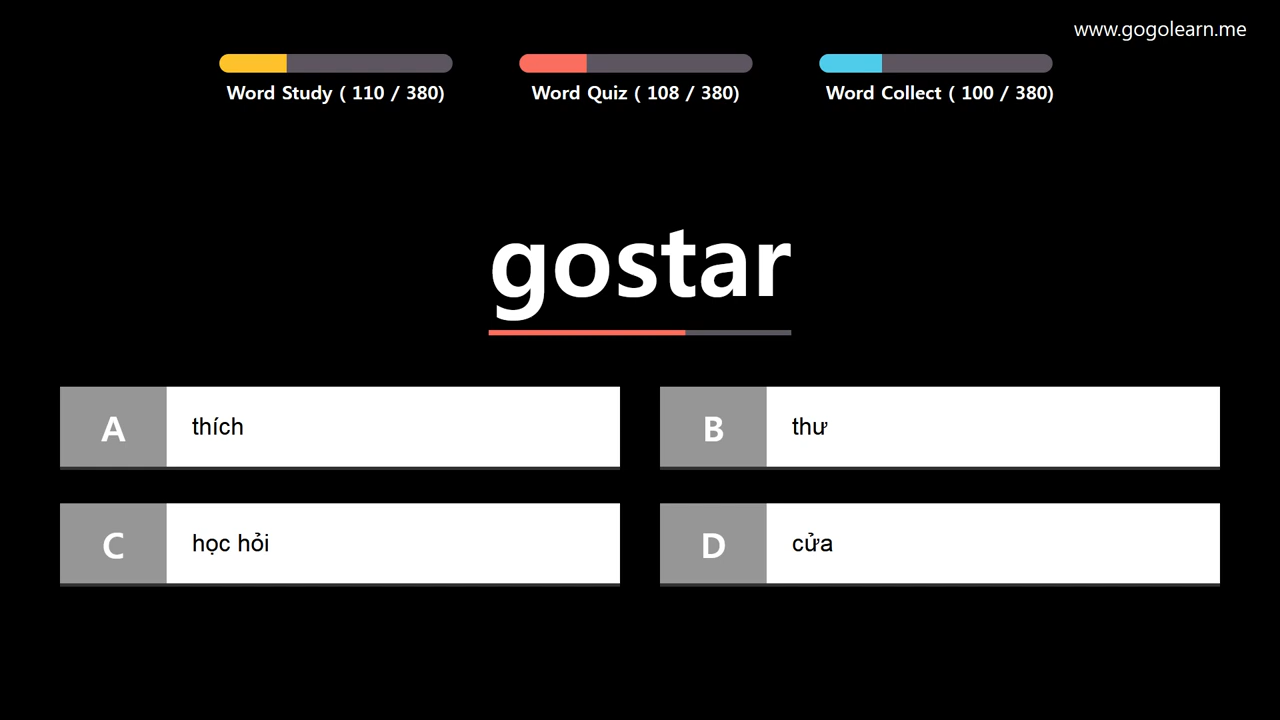 www.gogolearn.me
Word Study ( 110 / 380)
Word Quiz ( 108 / 380)
Word Collect ( 100 / 380)
gostar
A
thích
B
thư
C
học hỏi
D
cửa